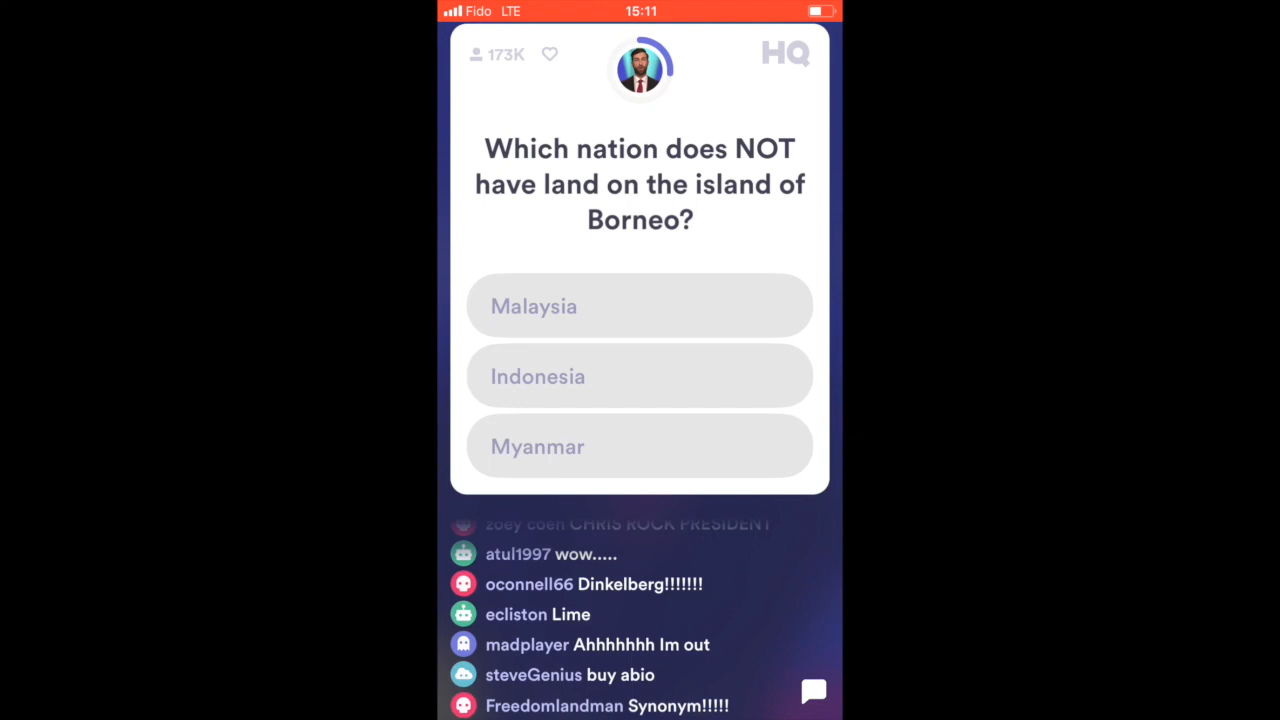 Fido LTE 15:11
173K HQ
Which nation does NOT
have land on the island of
Borneo?
Malaysia
Indonesia
Myanmar
zoey coen CHRIS ROCK PRESIDENT
atul1997 wow.....
oconnell66 Dinkelberg!!!!!!!
ecliston Lime
madplayer Ahhhhhhh Im out
steveGenius buy abio
Freedomlandman Synonym!!!!!